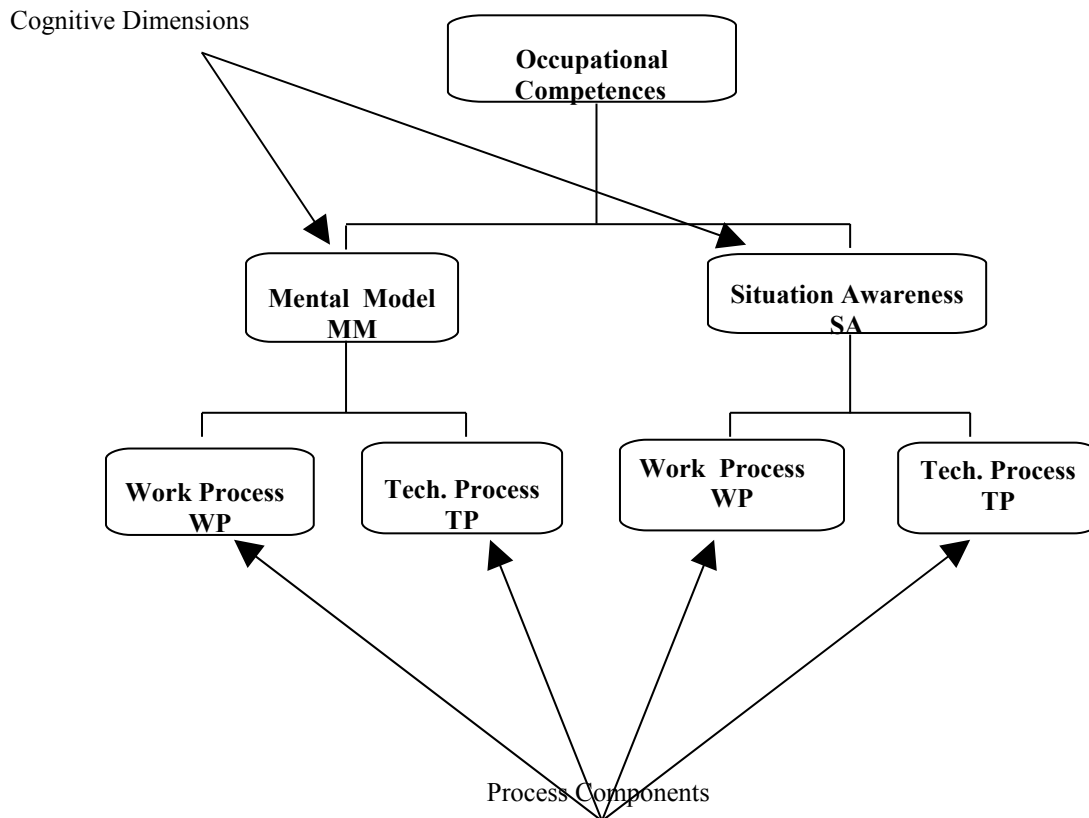 Cognitive Dimensions
Occupational
Competences
Mental Model
MM
Situation Awareness
SA
Work Process
WP
Tech. Process
TP
Work Process
WP
Tech. Process
TP
Process Components